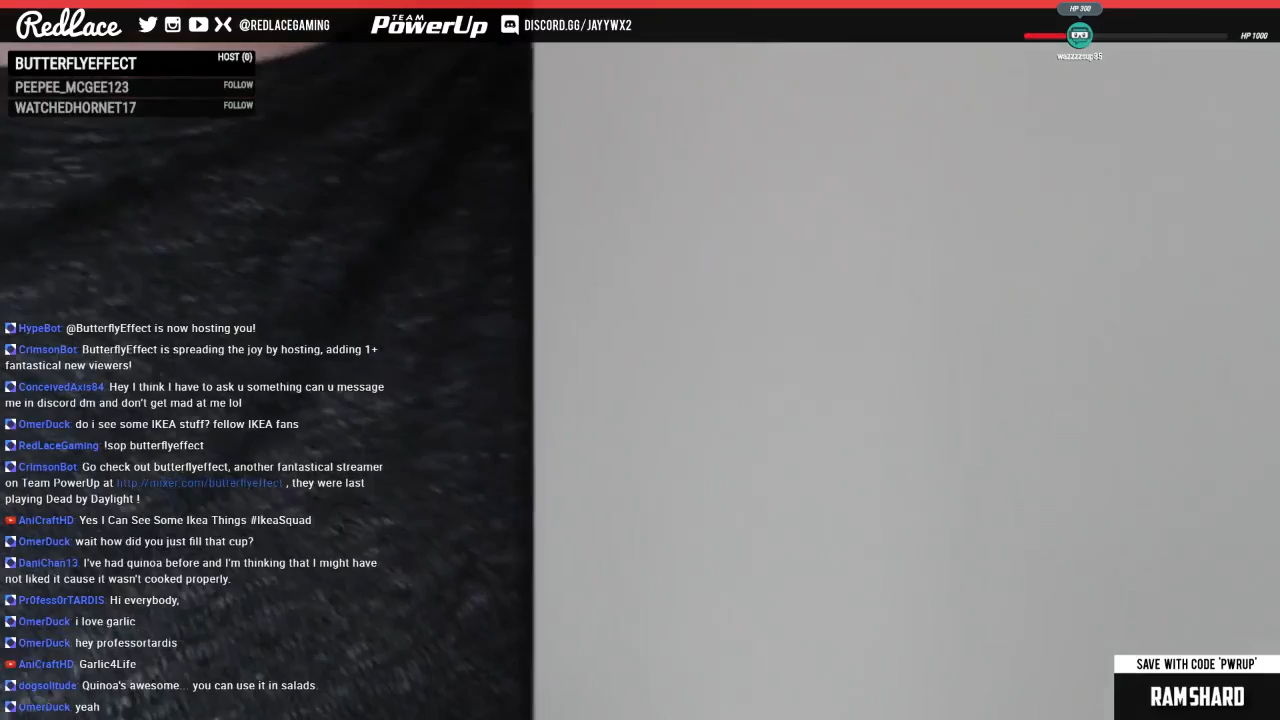 REDLACE @REDLACEGAMING TEAM POWERUP DISCORD.GG/JAYYWX2
HP 300
HP 1000
wazzzzsup35
BUTTERFLYEFFECT HOST (0)
PEEPEE_MCGEE123 FOLLOW
WATCHEDHORNET17 FOLLOW
HypeBot: @ButterflyEffect is now hosting you!
CrimsonBot: ButterflyEffect is spreading the joy by hosting, adding 1+
fantastical new viewers!
ConceivedAxis84: Hey I think I have to ask u something can u message
me in discord dm and don't get mad at me lol
OmerDuck: do i see some IKEA stuff? fellow IKEA fans
RedLaceGaming: !sop butterflyeffect
CrimsonBot: Go check out butterflyeffect, another fantastical streamer
on Team PowerUp at http://mixer.com/butterflyeffect , they were last
playing Dead by Daylight !
AniCraftHD: Yes I Can See Some Ikea Things #IkeaSquad
OmerDuck: wait how did you just fill that cup?
DaniChan13: I've had quinoa before and I'm thinking that I might have
not liked it cause it wasn't cooked properly.
Pr0fess0rTARDIS: Hi everybody,
OmerDuck: i love garlic
OmerDuck: hey professortardis
AniCraftHD: Garlic4Life
dogsolitude: Quinoa's awesome... you can use it in salads.
OmerDuck: yeah
SAVE WITH CODE 'PWRUP'
RAM SHARD